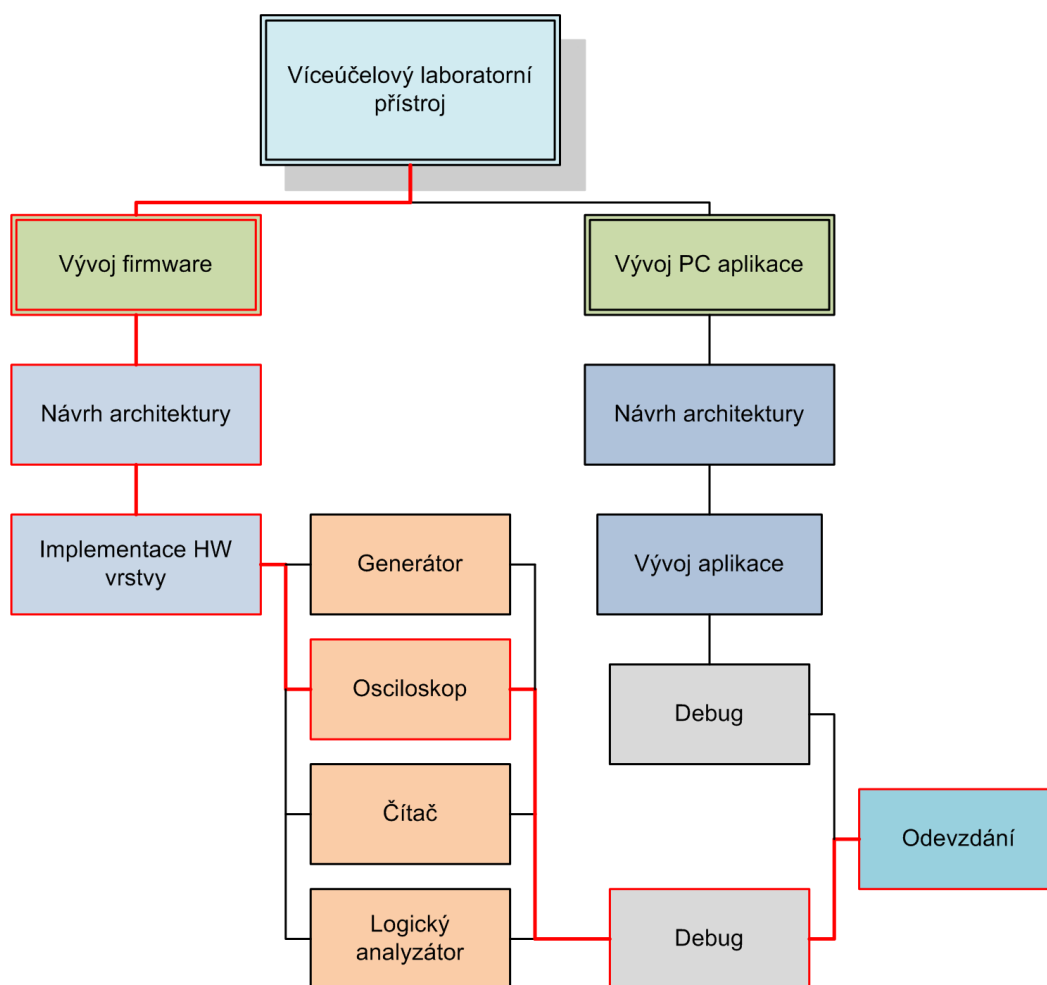 Víceúčelový laboratorní
přístroj
Vývoj firmware
Vývoj PC aplikace
Návrh architektury
Návrh architektury
Implementace HW
vrstvy
Generátor
Vývoj aplikace
Osciloskop
Debug
Čítač
Odevzdání
Logický
analyzátor
Debug